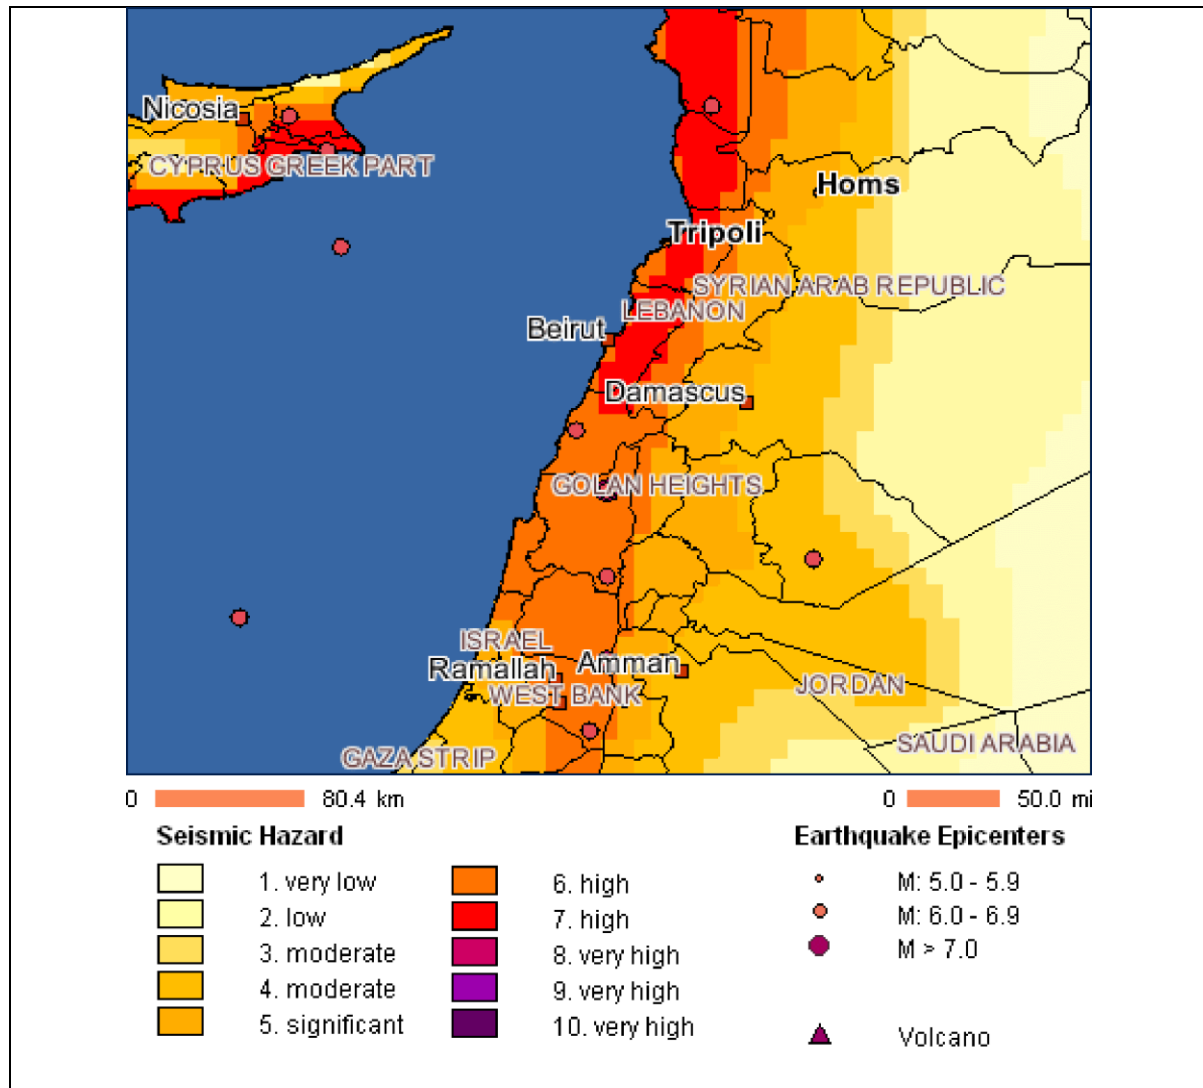 Nicosia
CYPRUS GREEK PART
Homs
Tripoli
SYRIAN ARAB REPUBLIC
LEBANON
Beirut
Damascus
GOLAN HEIGHTS
ISRAEL
Ramallah
Amman
WEST BANK
JORDAN
SAUDI ARABIA
GAZA STRIP
0 80.4 km
0 50.0 mi
Seismic Hazard
1. very low
2. low
3. moderate
4. moderate
5. significant
6. high
7. high
8. very high
9. very high
10. very high
Earthquake Epicenters
M: 5.0 - 5.9
M: 6.0 - 6.9
M > 7.0
Volcano